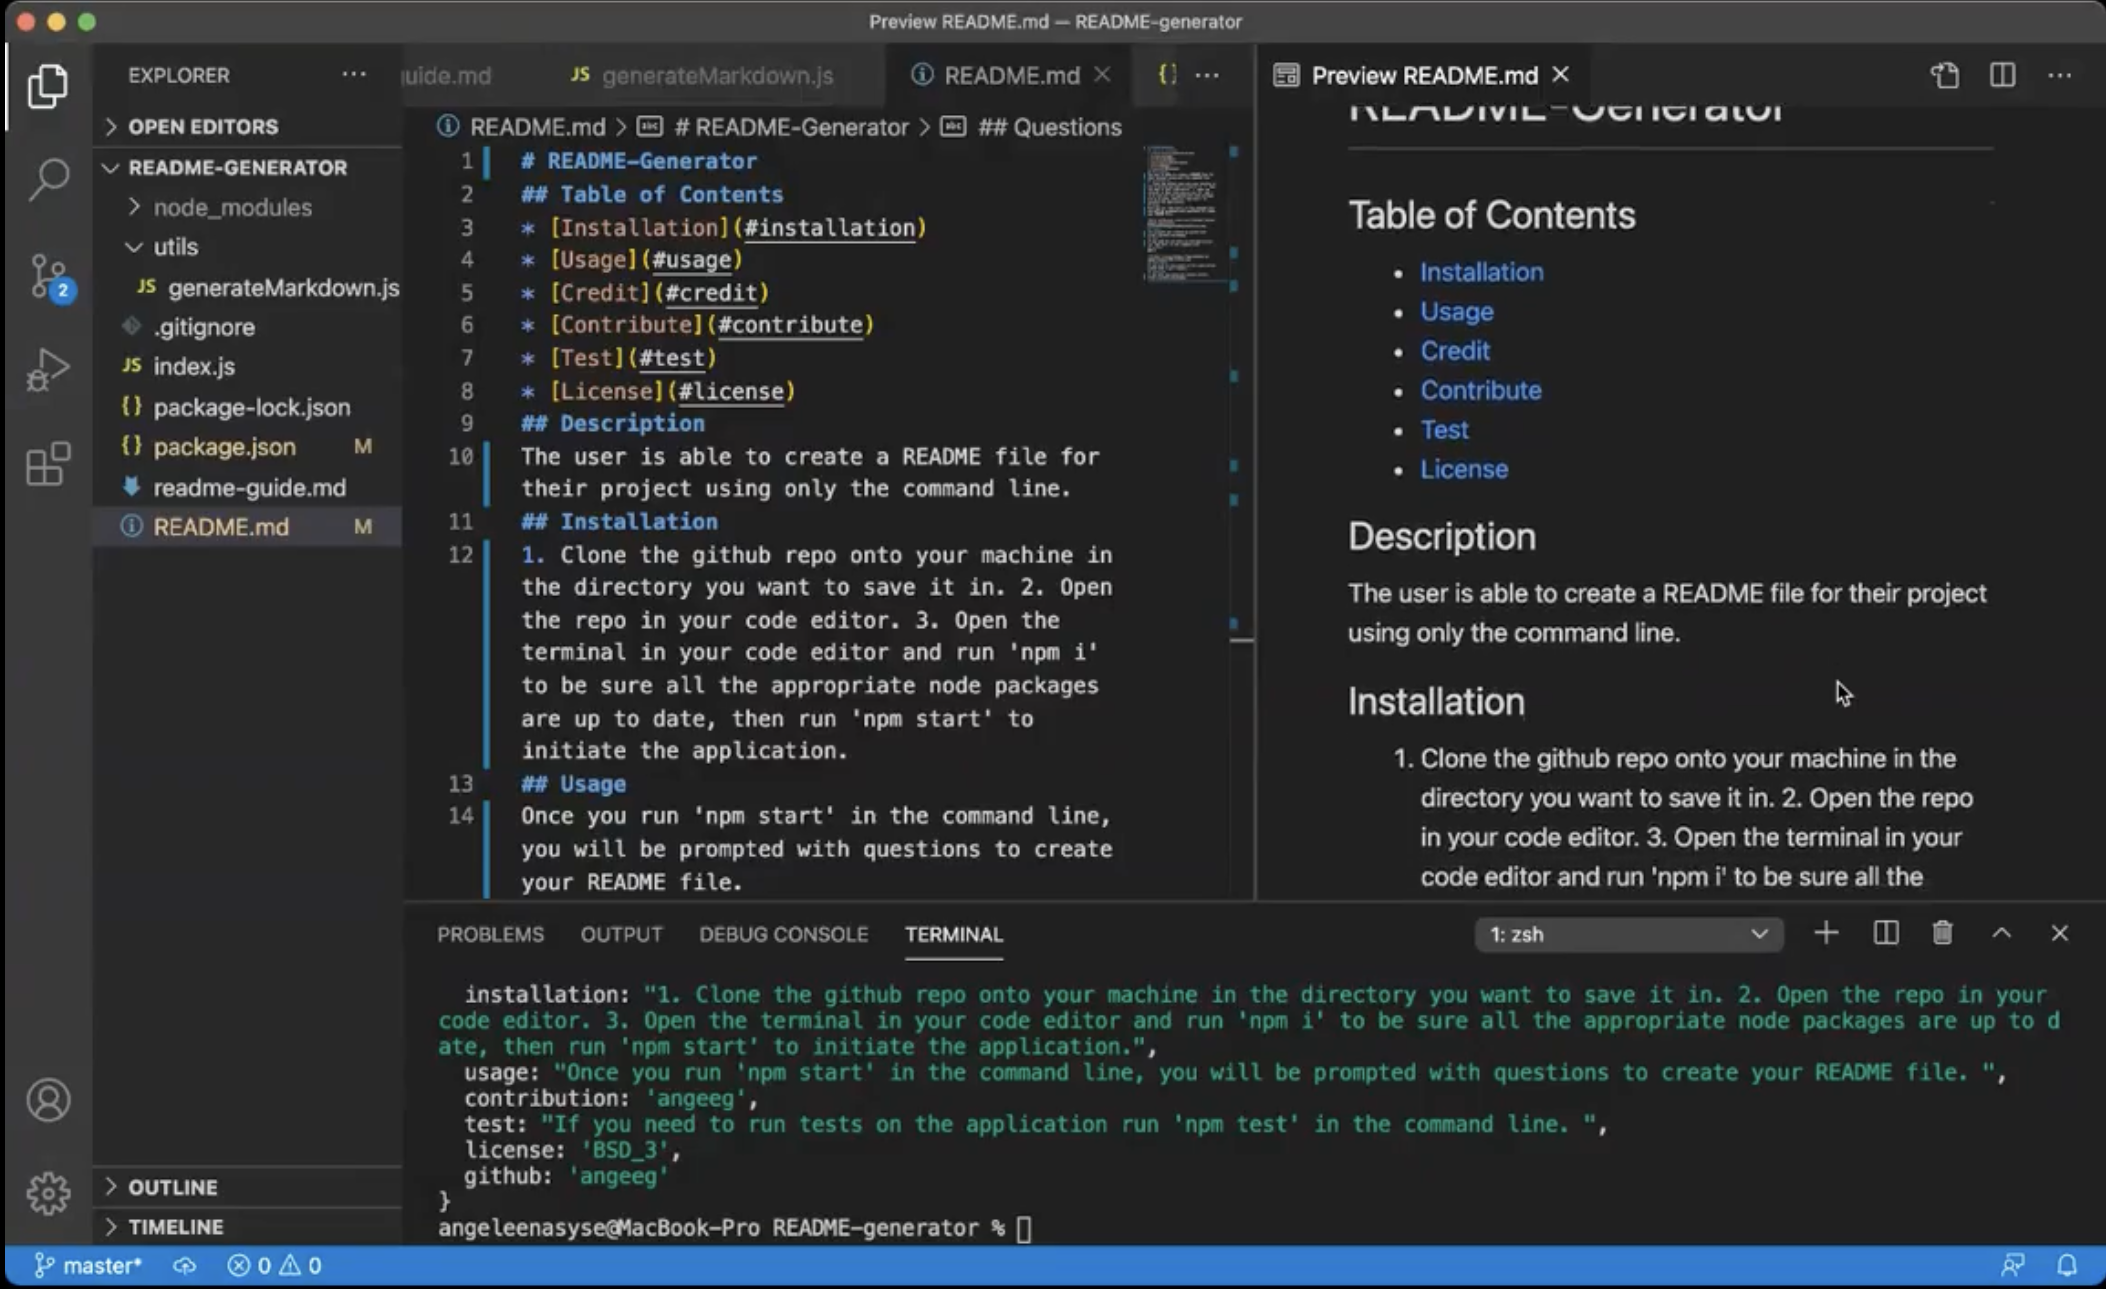 Preview README.md — README-generator
EXPLORER
OPEN EDITORS
README-GENERATOR
node_modules
utils
JS generateMarkdown.js
.gitignore
JS index.js
{} package-lock.json
{} package.json M
readme-guide.md
README.md M
OUTLINE
TIMELINE
2
uide.md
JS generateMarkdown.js
README.md
README.md > # README-Generator > ## Questions
1 # README-Generator
2 ## Table of Contents
3 * [Installation](#installation)
4 * [Usage](#usage)
5 * [Credit](#credit)
6 * [Contribute](#contribute)
7 * [Test](#test)
8 * [License](#license)
9 ## Description
10 The user is able to create a README file for
their project using only the command line.
11 ## Installation
12 1. Clone the github repo onto your machine in
the directory you want to save it in. 2. Open
the repo in your code editor. 3. Open the
terminal in your code editor and run 'npm i'
to be sure all the appropriate node packages
are up to date, then run 'npm start' to
initiate the application.
13 ## Usage
14 Once you run 'npm start' in the command line,
you will be prompted with questions to create
your README file.
Preview README.md
README-Generator
Table of Contents
• Installation
• Usage
• Credit
• Contribute
• Test
• License
Description
The user is able to create a README file for their project
using only the command line.
Installation
1. Clone the github repo onto your machine in the
directory you want to save it in. 2. Open the repo
in your code editor. 3. Open the terminal in your
code editor and run 'npm i' to be sure all the
PROBLEMS OUTPUT DEBUG CONSOLE TERMINAL
1: zsh
installation: "1. Clone the github repo onto your machine in the directory you want to save it in. 2. Open the repo in your
code editor. 3. Open the terminal in your code editor and run 'npm i' to be sure all the appropriate node packages are up to d
ate, then run 'npm start' to initiate the application.",
usage: "Once you run 'npm start' in the command line, you will be prompted with questions to create your README file. ",
contribution: 'angeeg',
test: "If you need to run tests on the application run 'npm test' in the command line. ",
license: 'BSD_3',
github: 'angeeg'
}
angeleenasyse@MacBook-Pro README-generator %
master* 0 0